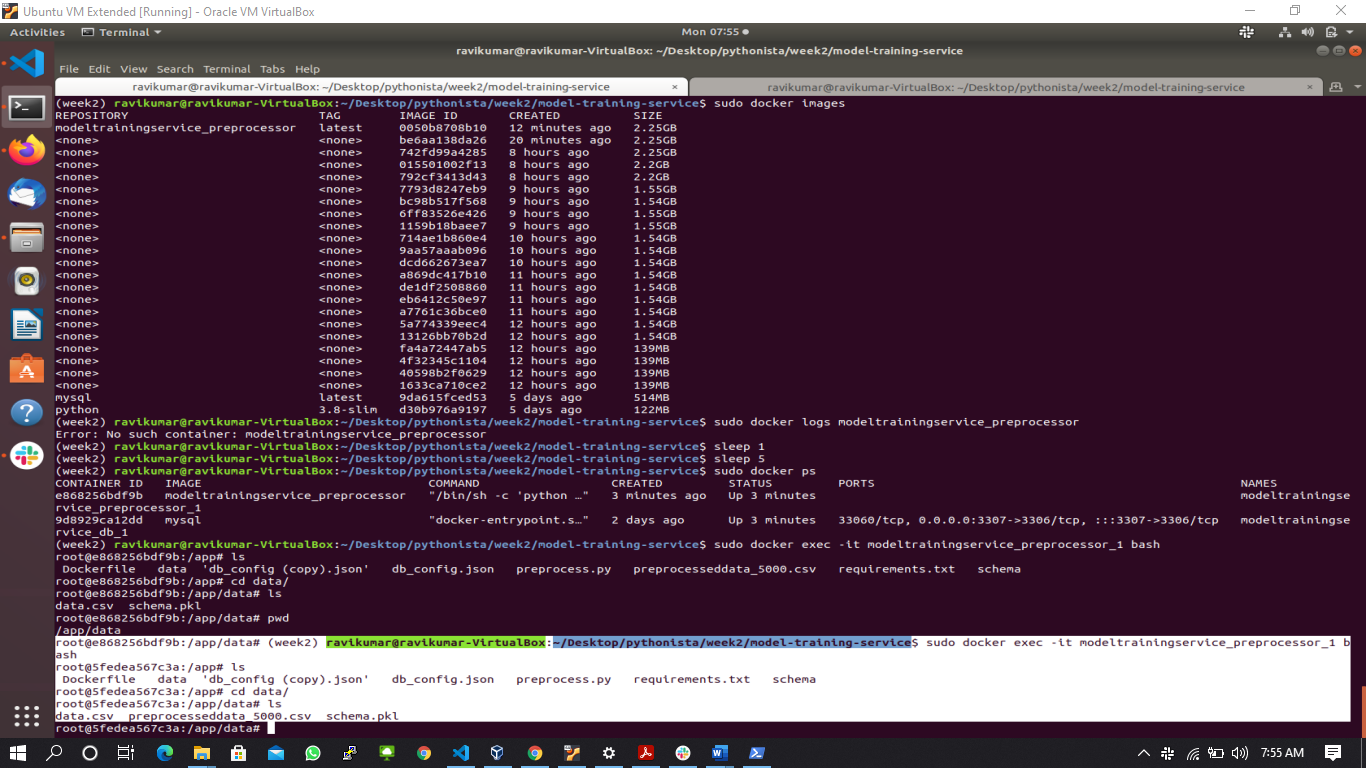 Ubuntu VM Extended [Running] - Oracle VM VirtualBox
Activities Terminal Mon 07:55
ravikumar@ravikumar-VirtualBox: ~/Desktop/pythonista/week2/model-training-service
File Edit View Search Terminal Tabs Help
ravikumar@ravikumar-VirtualBox: ~/Desktop/pythonista/week2/model-training-service × ravikumar@ravikumar-VirtualBox: ~/Desktop/pythonista/week2/model-training-service ×
(week2) ravikumar@ravikumar-VirtualBox:~/Desktop/pythonista/week2/model-training-service$ sudo docker images
REPOSITORY TAG IMAGE ID CREATED SIZE
modeltrainingservice_preprocessor latest 0050b8708b10 12 minutes ago 2.25GB
<none> <none> be6aa138da26 20 minutes ago 2.25GB
<none> <none> 742fd99a4285 8 hours ago 2.25GB
<none> <none> 015501002f13 8 hours ago 2.2GB
<none> <none> 792cf3413d43 8 hours ago 2.2GB
<none> <none> 7793d8247eb9 9 hours ago 1.55GB
<none> <none> bc98b517f568 9 hours ago 1.54GB
<none> <none> 6ff83526e426 9 hours ago 1.55GB
<none> <none> 1159b18baee7 9 hours ago 1.55GB
<none> <none> 714ae1b860e4 10 hours ago 1.54GB
<none> <none> 9aa57aaab096 10 hours ago 1.54GB
<none> <none> dcd662673ea7 10 hours ago 1.54GB
<none> <none> a869dc417b10 11 hours ago 1.54GB
<none> <none> de1df2508860 11 hours ago 1.54GB
<none> <none> eb6412c50e97 11 hours ago 1.54GB
<none> <none> a7761c36bce0 11 hours ago 1.54GB
<none> <none> 5a774339eec4 12 hours ago 1.54GB
<none> <none> 13126bb70b2d 12 hours ago 1.54GB
<none> <none> fa4a72447ab5 12 hours ago 139MB
<none> <none> 4f32345c1104 12 hours ago 139MB
<none> <none> 40598b2f0629 12 hours ago 139MB
<none> <none> 1633ca710ce2 12 hours ago 139MB
mysql latest 9da615fced53 5 days ago 514MB
python 3.8-slim d30b976a9197 5 days ago 122MB
(week2) ravikumar@ravikumar-VirtualBox:~/Desktop/pythonista/week2/model-training-service$ sudo docker logs modeltrainingservice_preprocessor
Error: No such container: modeltrainingservice_preprocessor
(week2) ravikumar@ravikumar-VirtualBox:~/Desktop/pythonista/week2/model-training-service$ sleep 1
(week2) ravikumar@ravikumar-VirtualBox:~/Desktop/pythonista/week2/model-training-service$ sleep 5
(week2) ravikumar@ravikumar-VirtualBox:~/Desktop/pythonista/week2/model-training-service$ sudo docker ps
CONTAINER ID IMAGE COMMAND CREATED STATUS PORTS NAMES
e868256bdf9b modeltrainingservice_preprocessor "/bin/sh -c 'python …" 3 minutes ago Up 3 minutes modeltrainingse
rvice_preprocessor_1
9d8929ca12dd mysql "docker-entrypoint.s…" 2 days ago Up 3 minutes 33060/tcp, 0.0.0.0:3307->3306/tcp, :::3307->3306/tcp modeltrainingse
rvice_db_1
(week2) ravikumar@ravikumar-VirtualBox:~/Desktop/pythonista/week2/model-training-service$ sudo docker exec -it modeltrainingservice_preprocessor_1 bash
root@e868256bdf9b:/app# ls
Dockerfile data 'db_config (copy).json' db_config.json preprocess.py preprocesseddata_5000.csv requirements.txt schema
root@e868256bdf9b:/app# cd data/
root@e868256bdf9b:/app/data# ls
data.csv schema.pkl
root@e868256bdf9b:/app/data# pwd
/app/data
root@e868256bdf9b:/app/data# (week2) ravikumar@ravikumar-VirtualBox:~/Desktop/pythonista/week2/model-training-service$ sudo docker exec -it modeltrainingservice_preprocessor_1 b
ash
root@5fedea567c3a:/app# ls
Dockerfile data 'db_config (copy).json' db_config.json preprocess.py requirements.txt schema
root@5fedea567c3a:/app# cd data/
root@5fedea567c3a:/app/data# ls
data.csv preprocesseddata_5000.csv schema.pkl
root@5fedea567c3a:/app/data#
7:55 AM